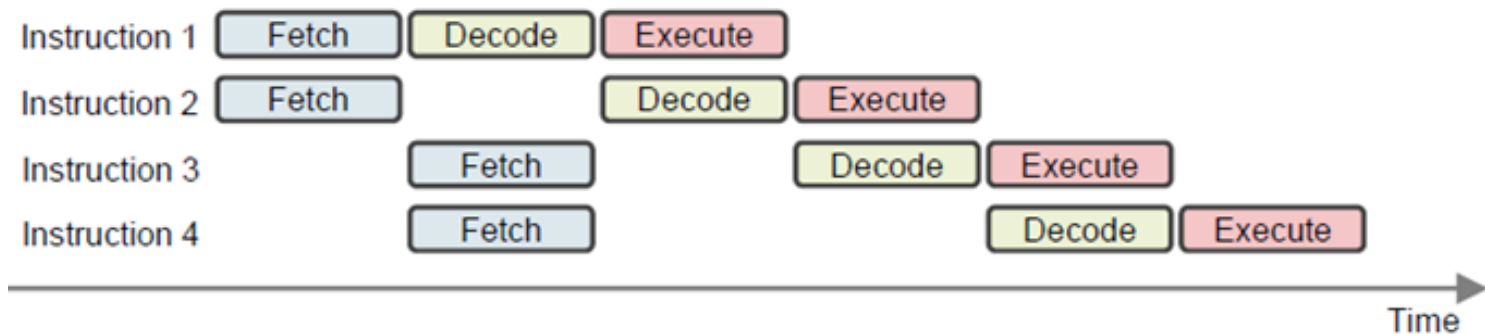 Instruction 1 Fetch Decode Execute
Instruction 2 Fetch Decode Execute
Instruction 3 Fetch Decode Execute
Instruction 4 Fetch Decode Execute
Time